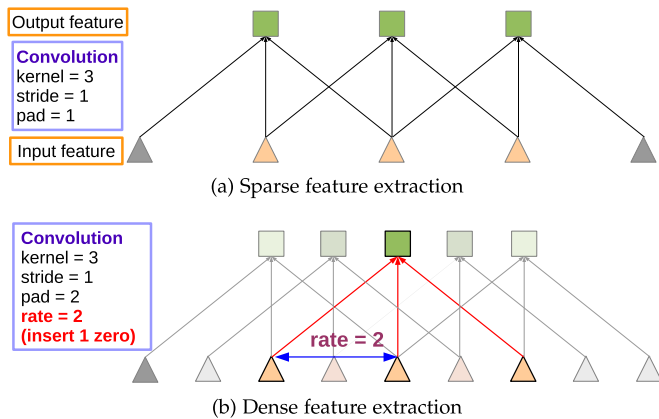 Output feature
Convolution
kernel = 3
stride = 1
pad = 1
Input feature
(a) Sparse feature extraction
Convolution
kernel = 3
stride = 1
pad = 2
rate = 2
(insert 1 zero)
rate = 2
(b) Dense feature extraction